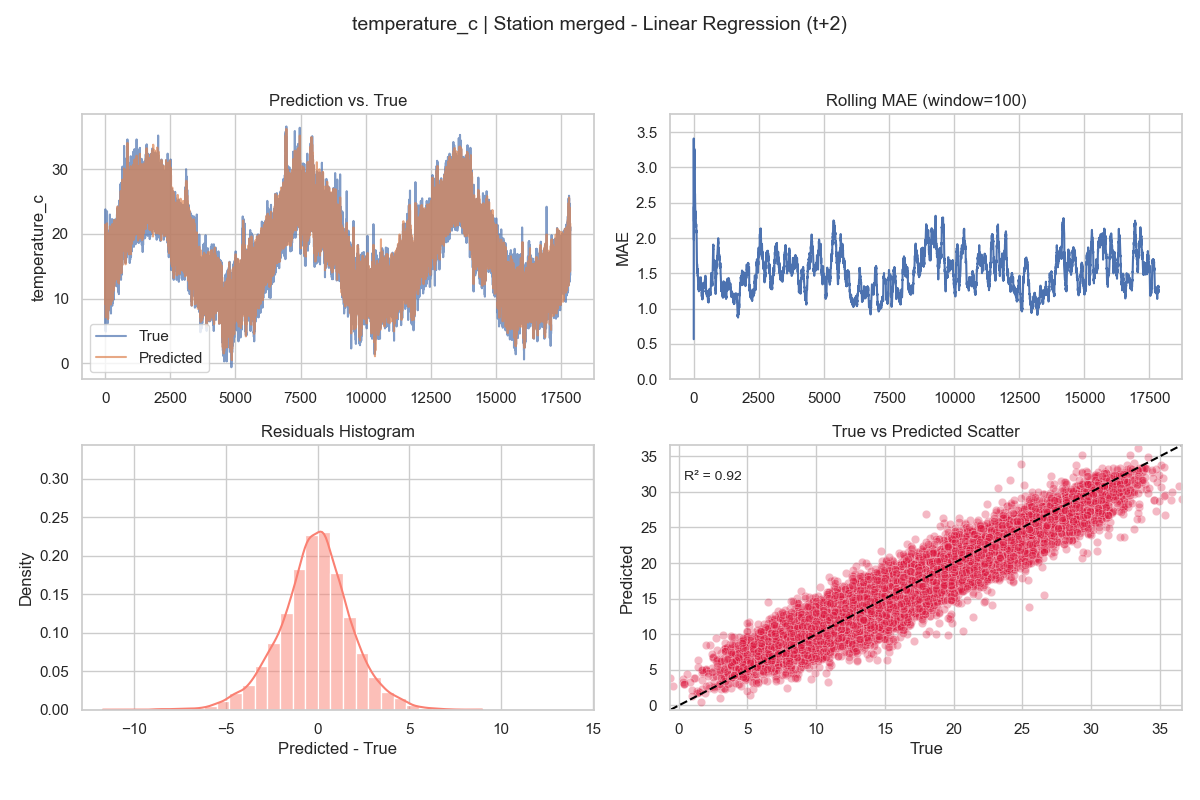 temperature_c | Station merged - Linear Regression (t+2)
Prediction vs. True
temperature_c
30
20
10
0
True
Predicted
0 2500 5000 7500 10000 12500 15000 17500
Rolling MAE (window=100)
MAE
3.5
3.0
2.5
2.0
1.5
1.0
0.5
0.0
0 2500 5000 7500 10000 12500 15000 17500
Residuals Histogram
Density
0.30
0.25
0.20
0.15
0.10
0.05
0.00
−10 −5 0 5 10 15
Predicted - True
True vs Predicted Scatter
Predicted
35
30
25
20
15
10
5
0
R² = 0.92
0 5 10 15 20 25 30 35
True